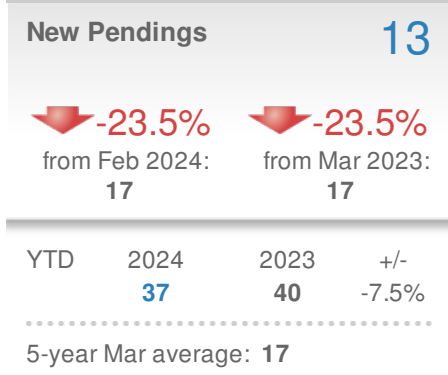 New Pendings 13
-23.5% -23.5%
from Feb 2024: from Mar 2023:
17 17
YTD 2024 2023 +/-
37 40 -7.5%
5-year Mar average: 17